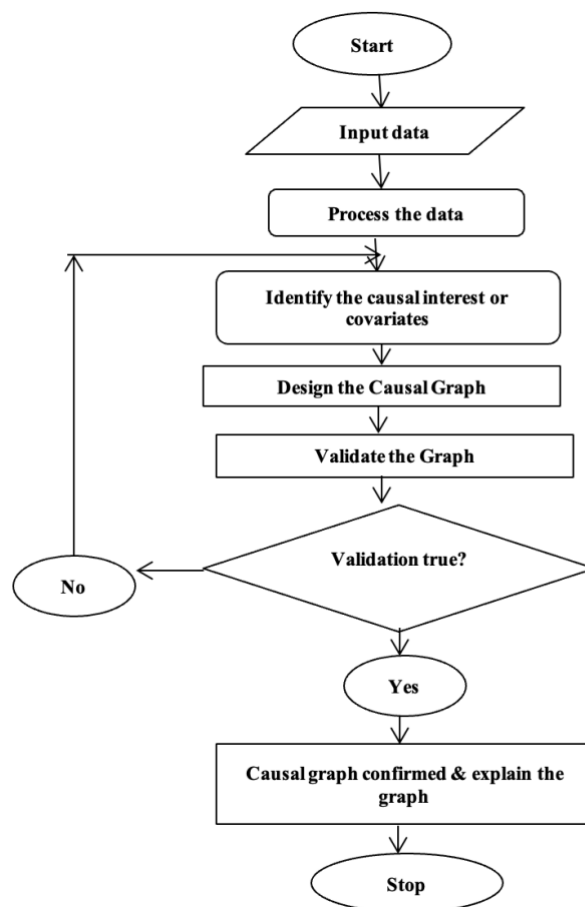 Start
Input data
Process the data
Identify the causal interest or
covariates
Design the Causal Graph
Validate the Graph
Validation true?
No
Yes
Causal graph confirmed & explain the
graph
Stop